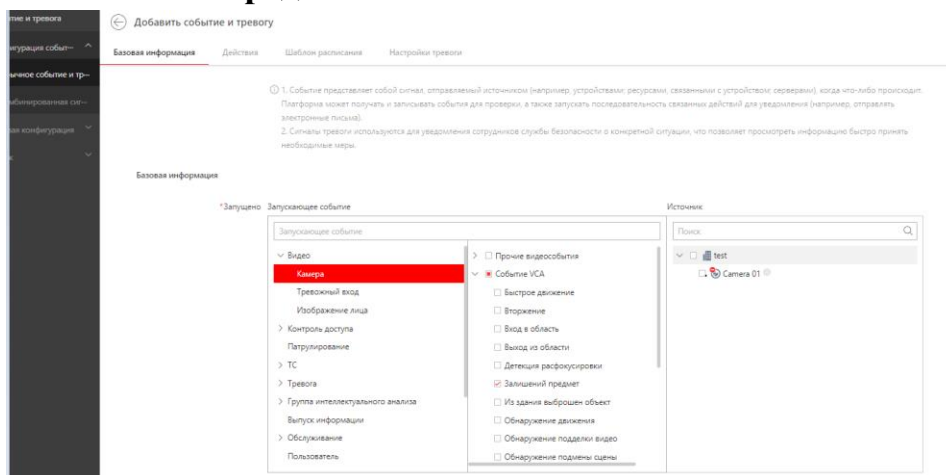 тие и тревога
Добавить событие и тревогу
игурация событ—
Базовая информация Действия Шаблон расписания Настройки тревоги
ычное событие и тр—
мбинированная сиг—
вая конфигурация
1. Событие представляет собой сигнал, отправляемый источником (например, устройствами; ресурсами, связанными с устройством; серверами), когда что-либо происходит.
Платформа может получать и записывать события для проверки, а также запускать последовательность связанных действий для уведомления (например, отправлять
электронные письма).
2. Сигналы тревоги используются для уведомления сотрудников службы безопасности о конкретной ситуации, что позволяет просмотреть информацию быстро принять
необходимые меры.
Базовая информация
*Запущено Запускающее событие Источник
Запускающее событие Поиск
Видео Прочие видеособытия test
Камера Событие VCA Camera 01
Тревожный вход Быстрое движение
Изображение лица Вторжение
Контроль доступа Вход в область
Патрулирование Выход из области
ТС Детекция расфокусировки
Тревога Залишений предмет
Группа интеллектуального анализа Из здания выброшен объект
Выпуск информации Обнаружение движения
Обслуживание Обнаружение подделки видео
Пользователь Обнаружение подмены сцены